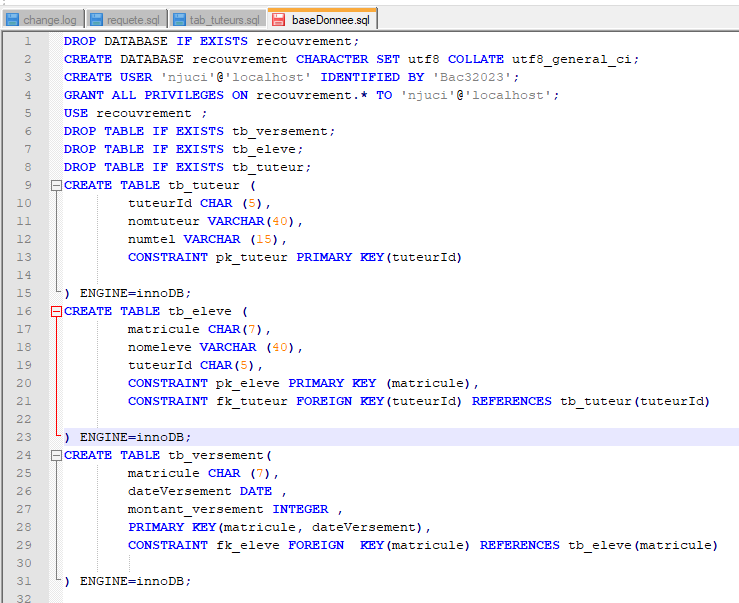 change.log requete.sql tab_tuteurs.sql baseDonnee.sql
1 DROP DATABASE IF EXISTS recouvrement;
2 CREATE DATABASE recouvrement CHARACTER SET utf8 COLLATE utf8_general_ci;
3 CREATE USER 'njuci'@'localhost' IDENTIFIED BY 'Bac32023';
4 GRANT ALL PRIVILEGES ON recouvrement.* TO 'njuci'@'localhost';
5 USE recouvrement ;
6 DROP TABLE IF EXISTS tb_versement;
7 DROP TABLE IF EXISTS tb_eleve;
8 DROP TABLE IF EXISTS tb_tuteur;
9 CREATE TABLE tb_tuteur (
10 tuteurId CHAR (5),
11 nomtuteur VARCHAR(40),
12 numtel VARCHAR (15),
13 CONSTRAINT pk_tuteur PRIMARY KEY(tuteurId)
14
15 ) ENGINE=innoDB;
16 CREATE TABLE tb_eleve (
17 matricule CHAR(7),
18 nomeleve VARCHAR (40),
19 tuteurId CHAR(5),
20 CONSTRAINT pk_eleve PRIMARY KEY (matricule),
21 CONSTRAINT fk_tuteur FOREIGN KEY(tuteurId) REFERENCES tb_tuteur(tuteurId)
22
23 ) ENGINE=innoDB;
24 CREATE TABLE tb_versement(
25 matricule CHAR (7),
26 dateVersement DATE ,
27 montant_versement INTEGER ,
28 PRIMARY KEY(matricule, dateVersement),
29 CONSTRAINT fk_eleve FOREIGN  KEY(matricule) REFERENCES tb_eleve(matricule)
30
31 ) ENGINE=innoDB;
32